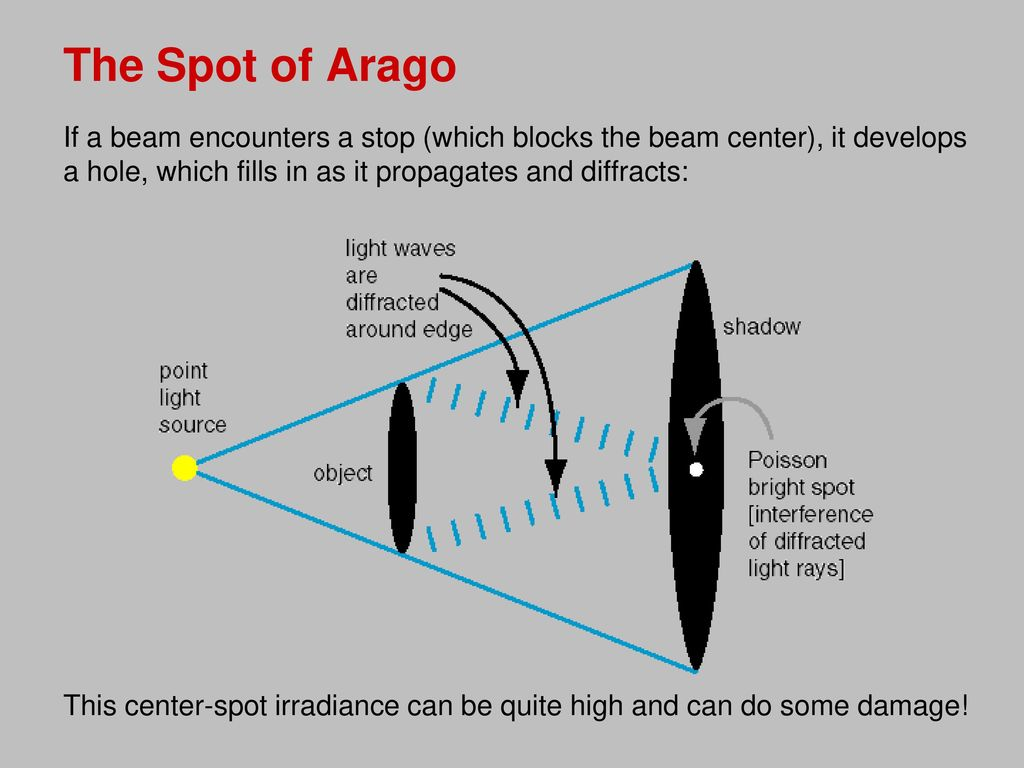 The Spot of Arago
If a beam encounters a stop (which blocks the beam center), it develops
a hole, which fills in as it propagates and diffracts:
light waves
are
diffracted
around edge
shadow
point
light
source
object
Poisson
bright spot
[interference
of diffracted
light rays]
This center-spot irradiance can be quite high and can do some damage!